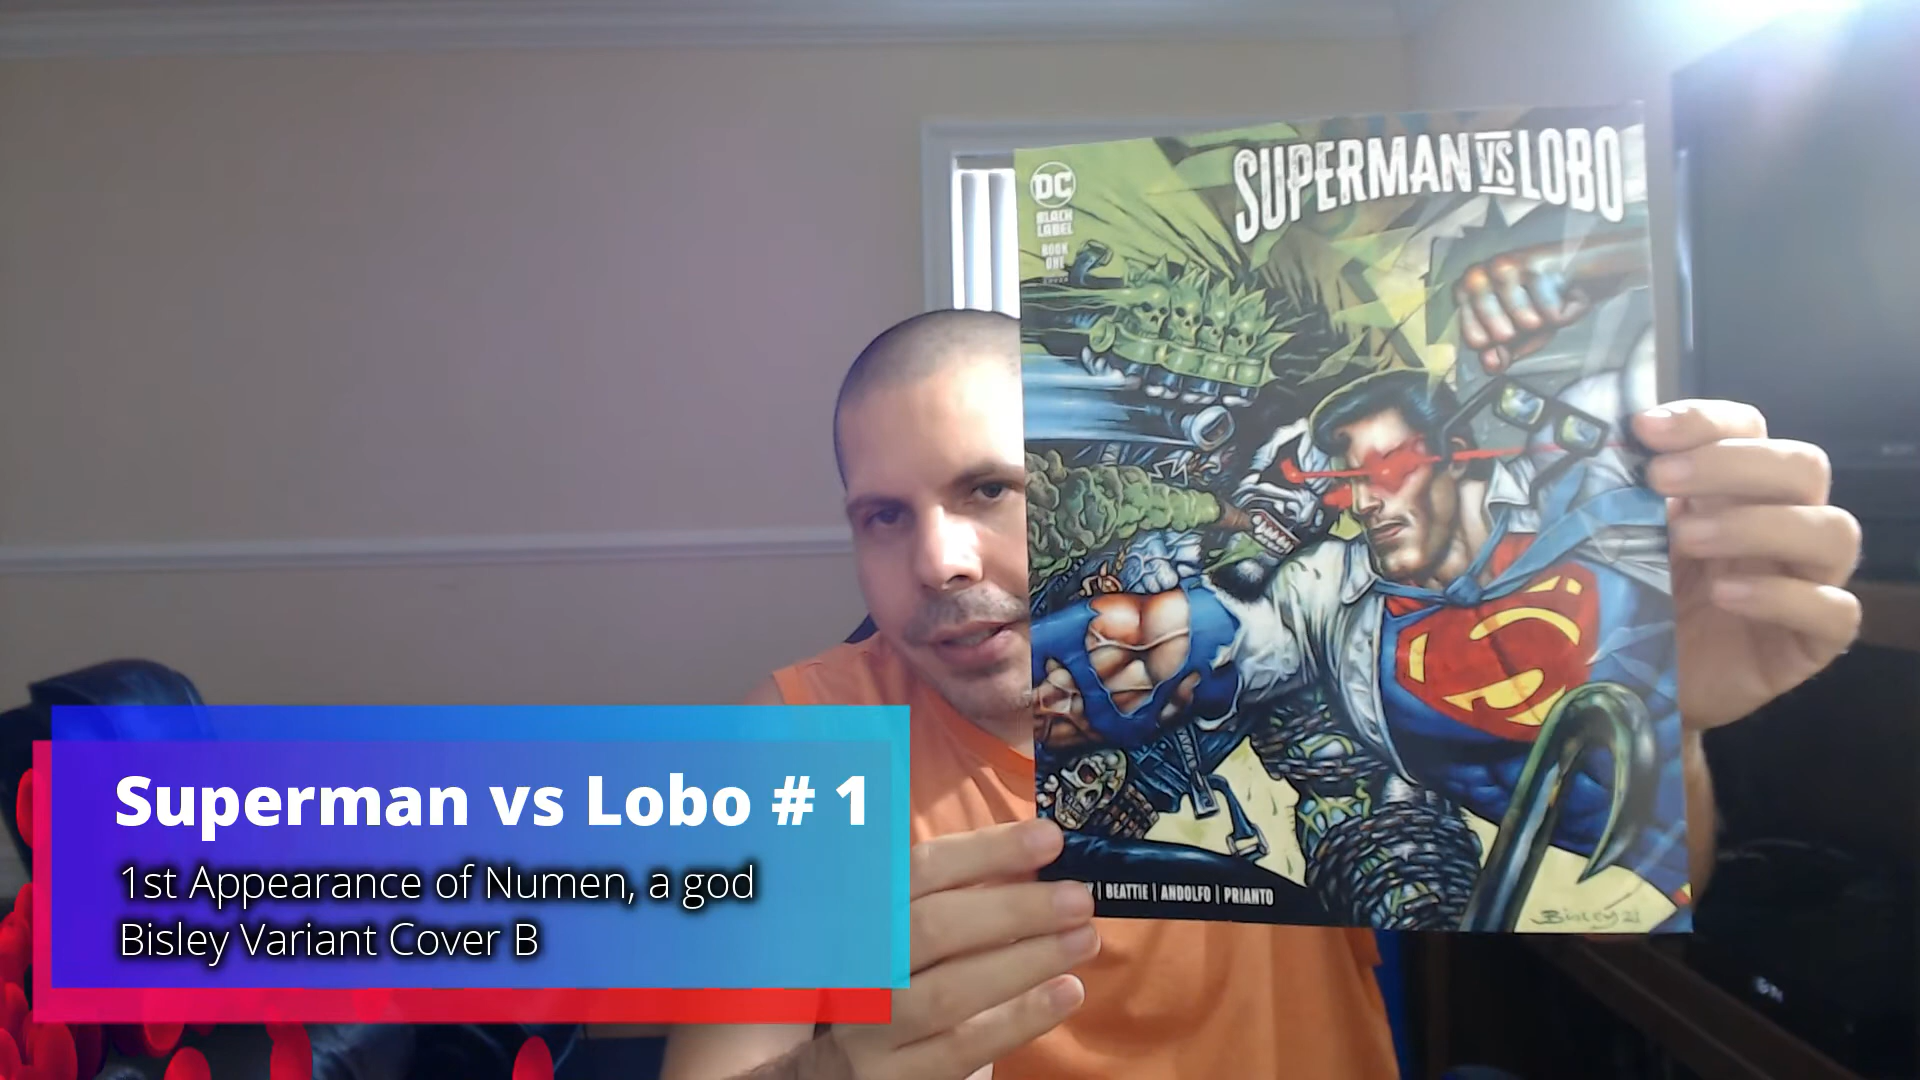 SUPERMAN VS LOBO
DC
BLACK
LABEL
BOOK
ONE
| BEATTIE | ANDOLFO | PRIANTO
Bisley 21
Superman vs Lobo # 1
1st Appearance of Numen, a god
Bisley Variant Cover B